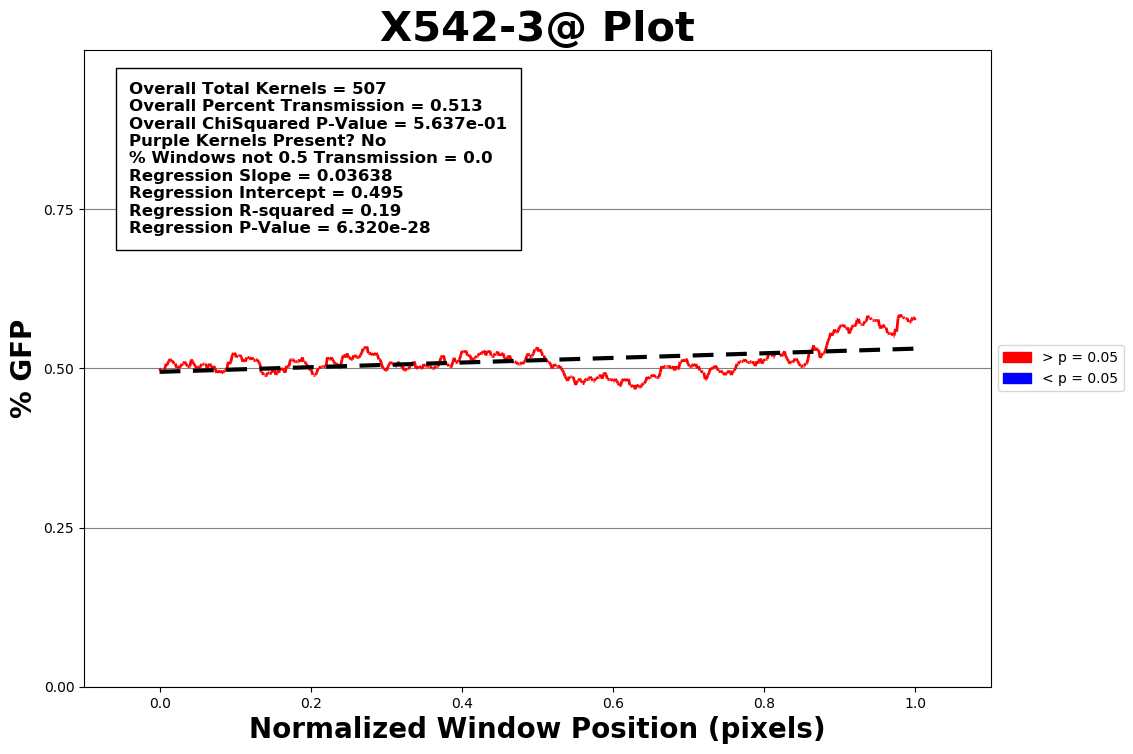 X542-3@ Plot
Overall Total Kernels = 507
Overall Percent Transmission = 0.513
Overall ChiSquared P-Value = 5.637e-01
Purple Kernels Present? No
% Windows not 0.5 Transmission = 0.0
Regression Slope = 0.03638
Regression Intercept = 0.495
Regression R-squared = 0.19
Regression P-Value = 6.320e-28
% GFP
0.75
0.50
0.25
0.00
> p = 0.05
< p = 0.05
0.0 0.2 0.4 0.6 0.8 1.0
Normalized Window Position (pixels)